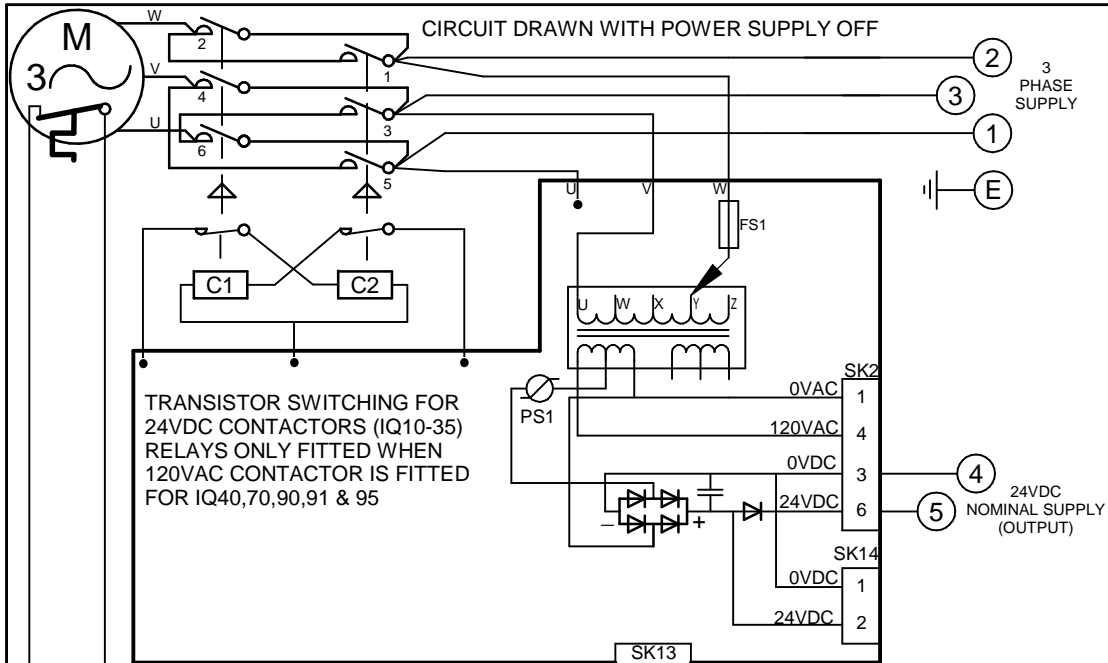 CIRCUIT DRAWN WITH POWER SUPPLY OFF
W
M
3
V
U
2
4
6
1
3
5
2
3
1
E
3
PHASE
SUPPLY
U
V
W
FS1
C1
C2
U
W
X
Y
Z
PS1
TRANSISTOR SWITCHING FOR
24VDC CONTACTORS (IQ10-35)
RELAYS ONLY FITTED WHEN
120VAC CONTACTOR IS FITTED
FOR IQ40,70,90,91 & 95
SK2
0VAC 1
120VAC 4
0VDC 3
24VDC 6
4
5
24VDC
NOMINAL SUPPLY
(OUTPUT)
– +
SK14
0VDC 1
24VDC 2
SK13